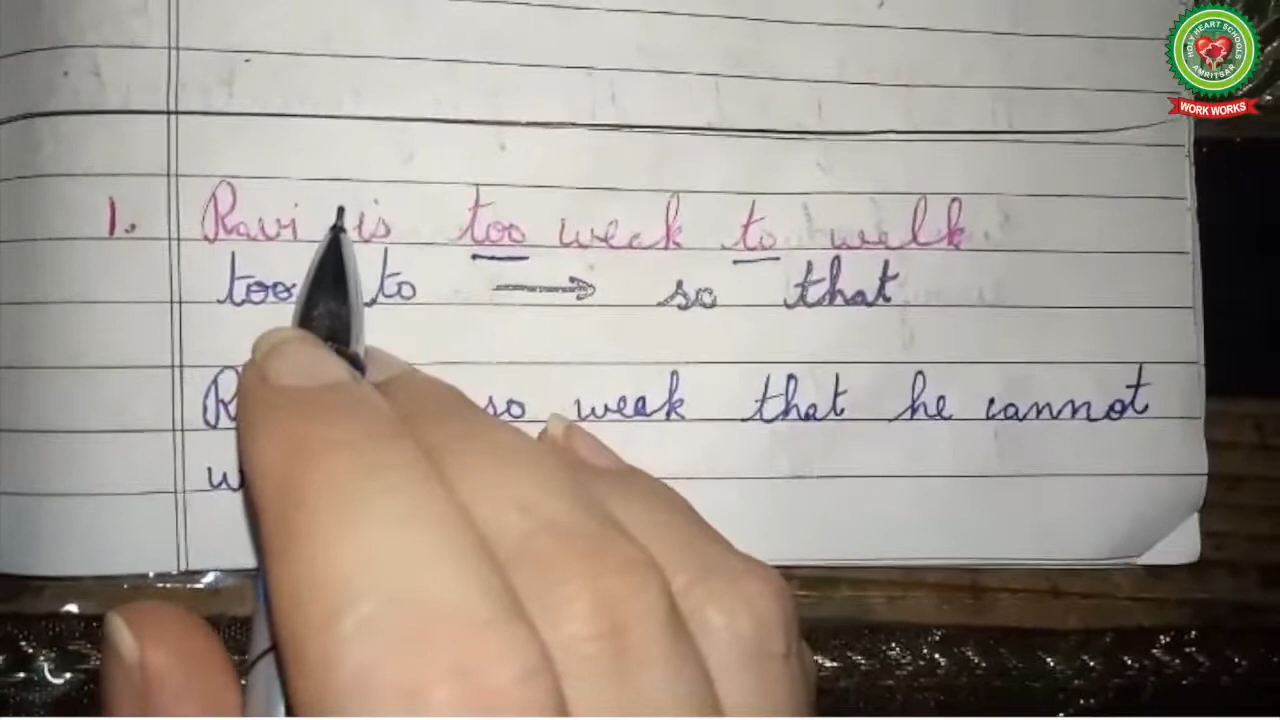 1. Ravi is too weak to walk.
too to → so that
R so weak that he cannot
w
HOLY HEART SCHOOLS
AMRITSAR
WORK WORKS